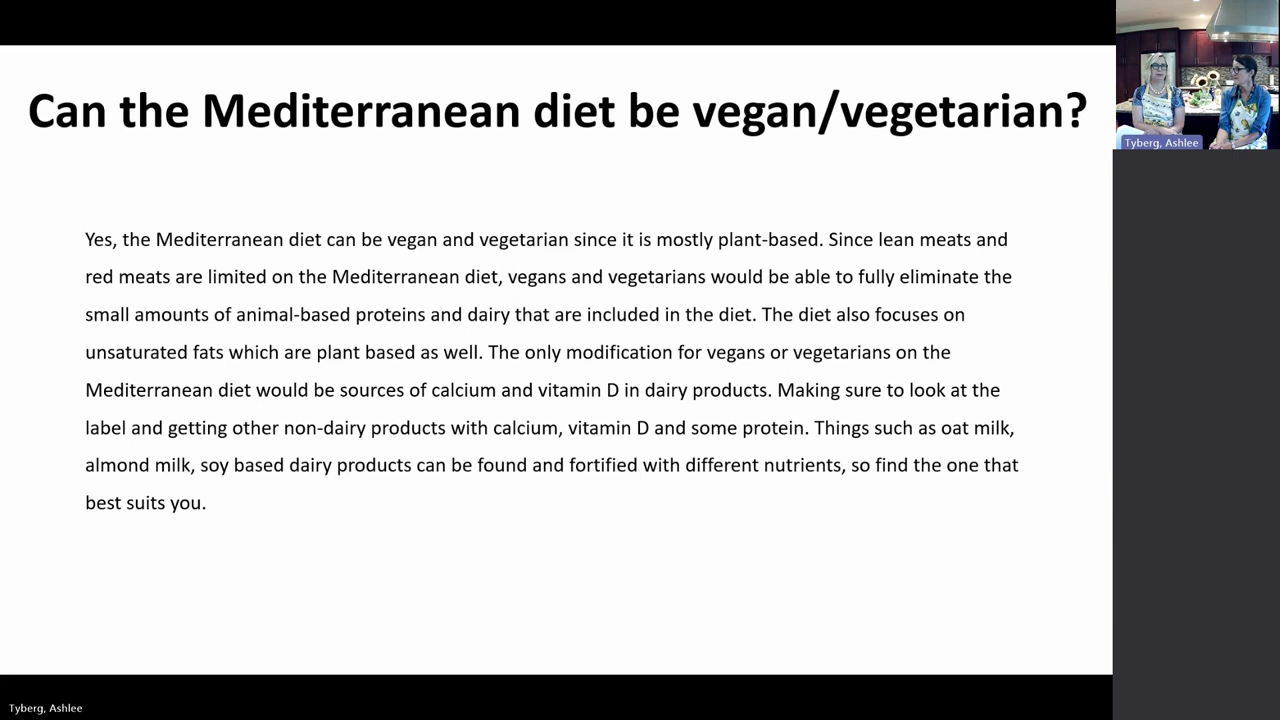 Can the Mediterranean diet be vegan/vegetarian?
Yes, the Mediterranean diet can be vegan and vegetarian since it is mostly plant-based. Since lean meats and
red meats are limited on the Mediterranean diet, vegans and vegetarians would be able to fully eliminate the
small amounts of animal-based proteins and dairy that are included in the diet. The diet also focuses on
unsaturated fats which are plant based as well. The only modification for vegans or vegetarians on the
Mediterranean diet would be sources of calcium and vitamin D in dairy products. Making sure to look at the
label and getting other non-dairy products with calcium, vitamin D and some protein. Things such as oat milk,
almond milk, soy based dairy products can be found and fortified with different nutrients, so find the one that
best suits you.
Tyberg, Ashlee
Tyberg, Ashlee